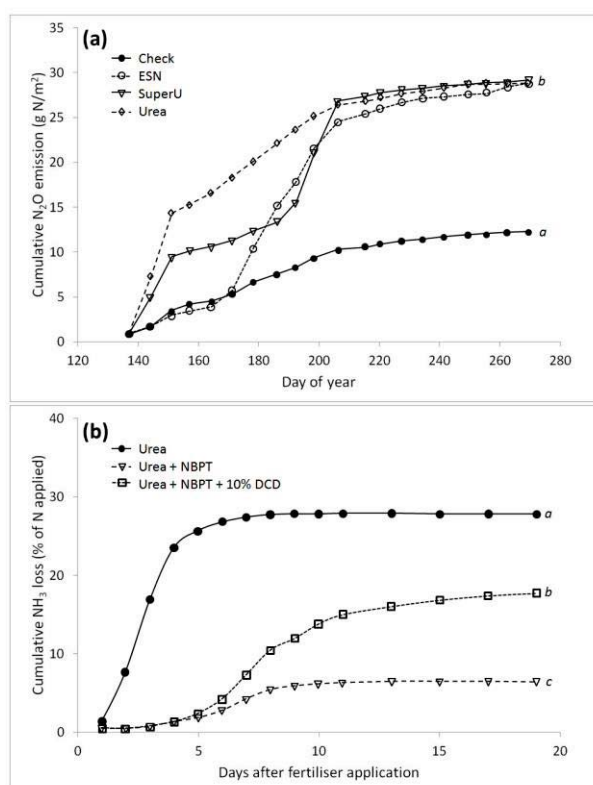 (a)
Check
ESN
SuperU
Urea
Cumulative N₂O emission (g N/m²)
35
30
25
20
15
10
5
0
b
a
120 140 160 180 200 220 240 260 280
Day of year
(b)
Urea
Urea + NBPT
Urea + NBPT + 10% DCD
Cumulative NH₃ loss (% of N applied)
40
30
20
10
0
a
b
c
0 5 10 15 20
Days after fertiliser application